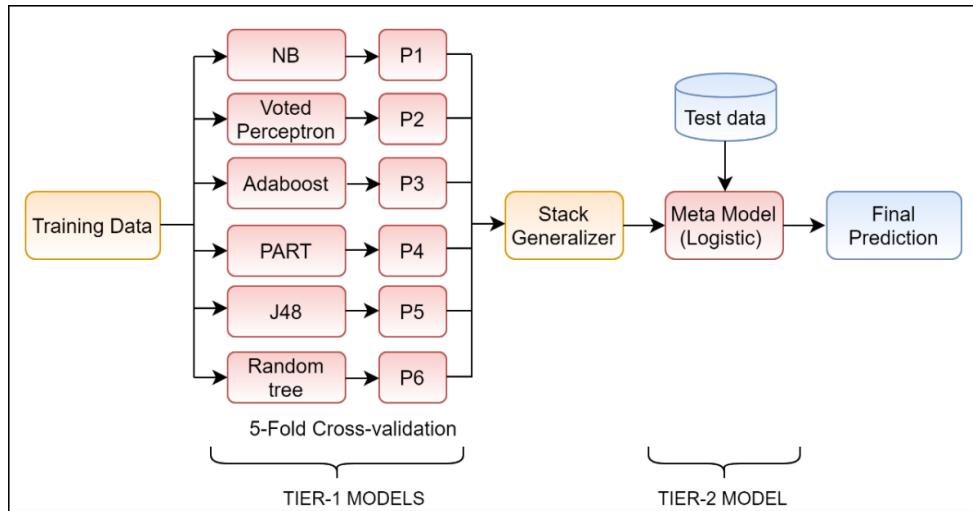 NB
P1
Voted
Perceptron
P2
Test data
Adaboost
P3
Training Data
Stack
Generalizer
Meta Model
(Logistic)
Final
Prediction
PART
P4
J48
P5
Random
tree
P6
5-Fold Cross-validation
TIER-1 MODELS
TIER-2 MODEL